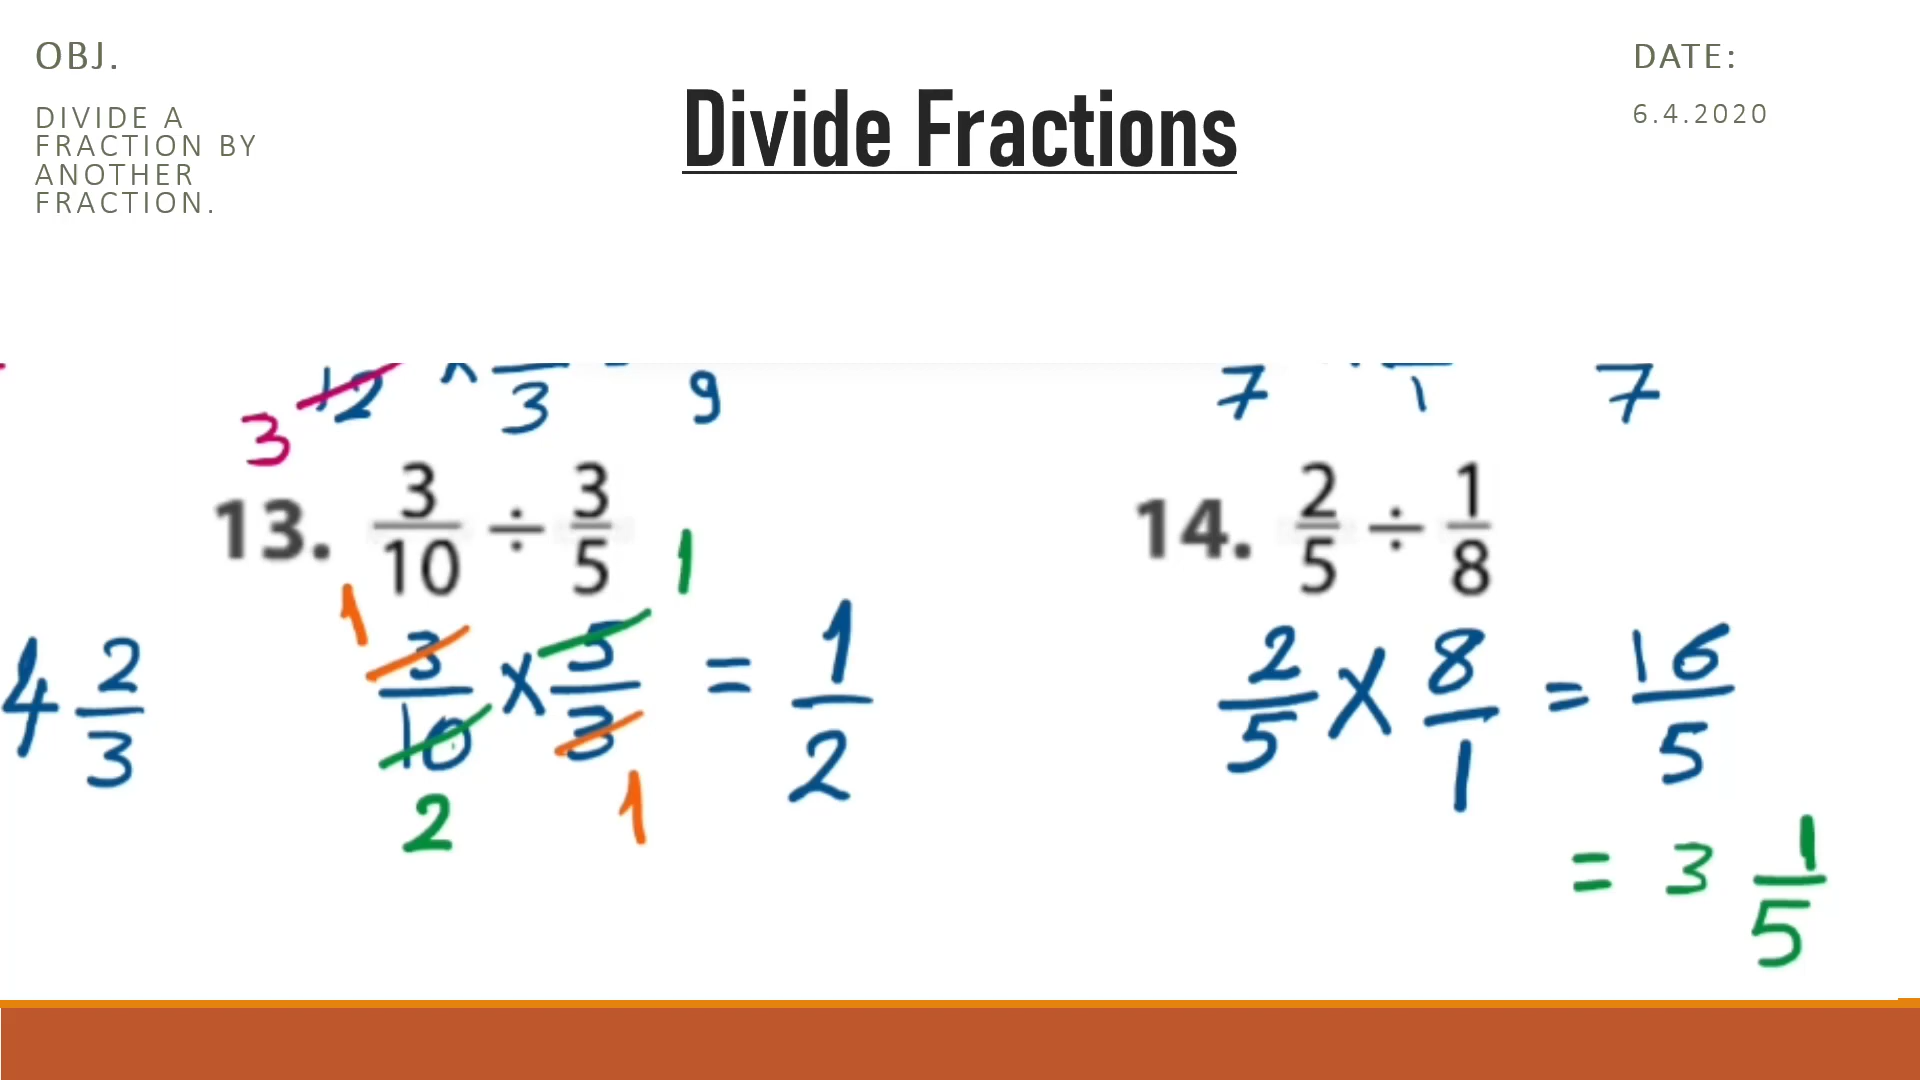 OBJ.
DIVIDE A
FRACTION BY
ANOTHER
FRACTION.
Divide Fractions
DATE:
6.4.2020
3 12 × 3 9
7 1 7
13. 3/10 ÷ 3/5
1 1
4 2/3
3/10 × 5/3 = 1/2
2 1
14. 2/5 ÷ 1/8
2/5 × 8/1 = 16/5
= 3 1/5